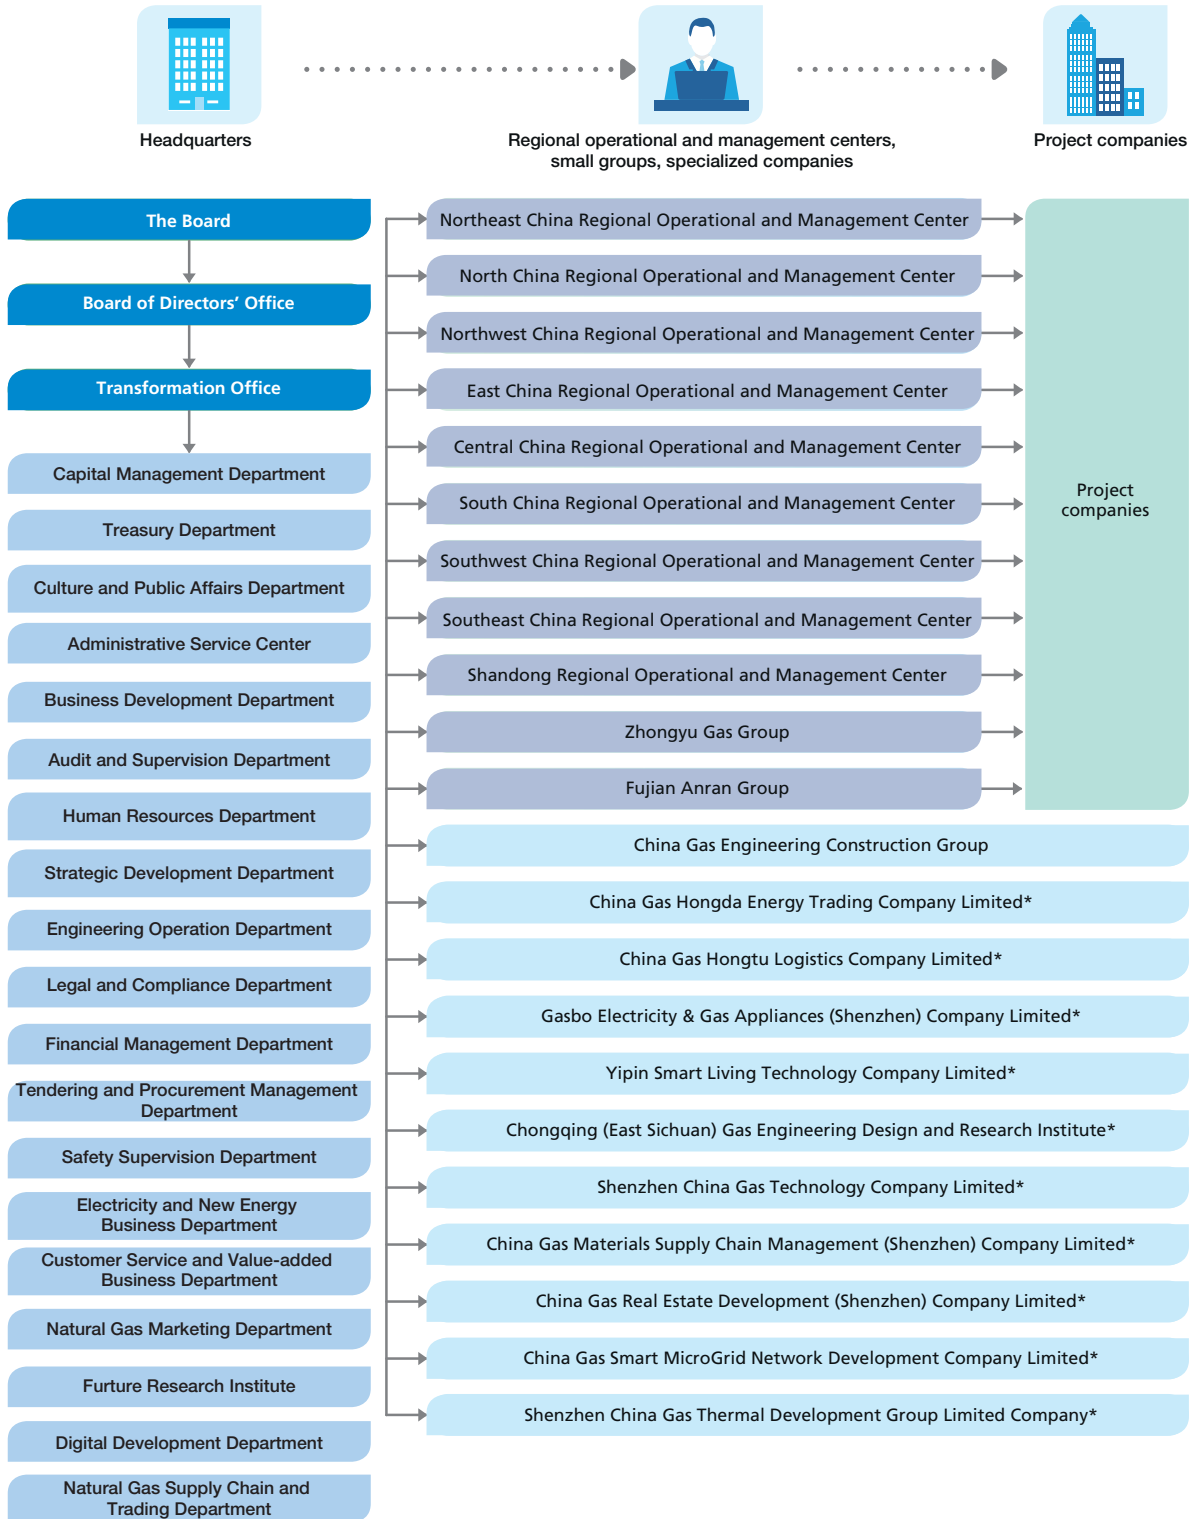 Headquarters
Regional operational and management centers,
small groups, specialized companies
Project companies
The Board
Board of Directors' Office
Transformation Office
Capital Management Department
Treasury Department
Culture and Public Affairs Department
Administrative Service Center
Business Development Department
Audit and Supervision Department
Human Resources Department
Strategic Development Department
Engineering Operation Department
Legal and Compliance Department
Financial Management Department
Tendering and Procurement Management
Department
Safety Supervision Department
Electricity and New Energy
Business Department
Customer Service and Value-added
Business Department
Natural Gas Marketing Department
Furture Research Institute
Digital Development Department
Natural Gas Supply Chain and
Trading Department
Northeast China Regional Operational and Management Center
North China Regional Operational and Management Center
Northwest China Regional Operational and Management Center
East China Regional Operational and Management Center
Central China Regional Operational and Management Center
South China Regional Operational and Management Center
Southwest China Regional Operational and Management Center
Southeast China Regional Operational and Management Center
Shandong Regional Operational and Management Center
Zhongyu Gas Group
Fujian Anran Group
China Gas Engineering Construction Group
China Gas Hongda Energy Trading Company Limited*
China Gas Hongtu Logistics Company Limited*
Gasbo Electricity & Gas Appliances (Shenzhen) Company Limited*
Yipin Smart Living Technology Company Limited*
Chongqing (East Sichuan) Gas Engineering Design and Research Institute*
Shenzhen China Gas Technology Company Limited*
China Gas Materials Supply Chain Management (Shenzhen) Company Limited*
China Gas Real Estate Development (Shenzhen) Company Limited*
China Gas Smart MicroGrid Network Development Company Limited*
Shenzhen China Gas Thermal Development Group Limited Company*
Project
companies